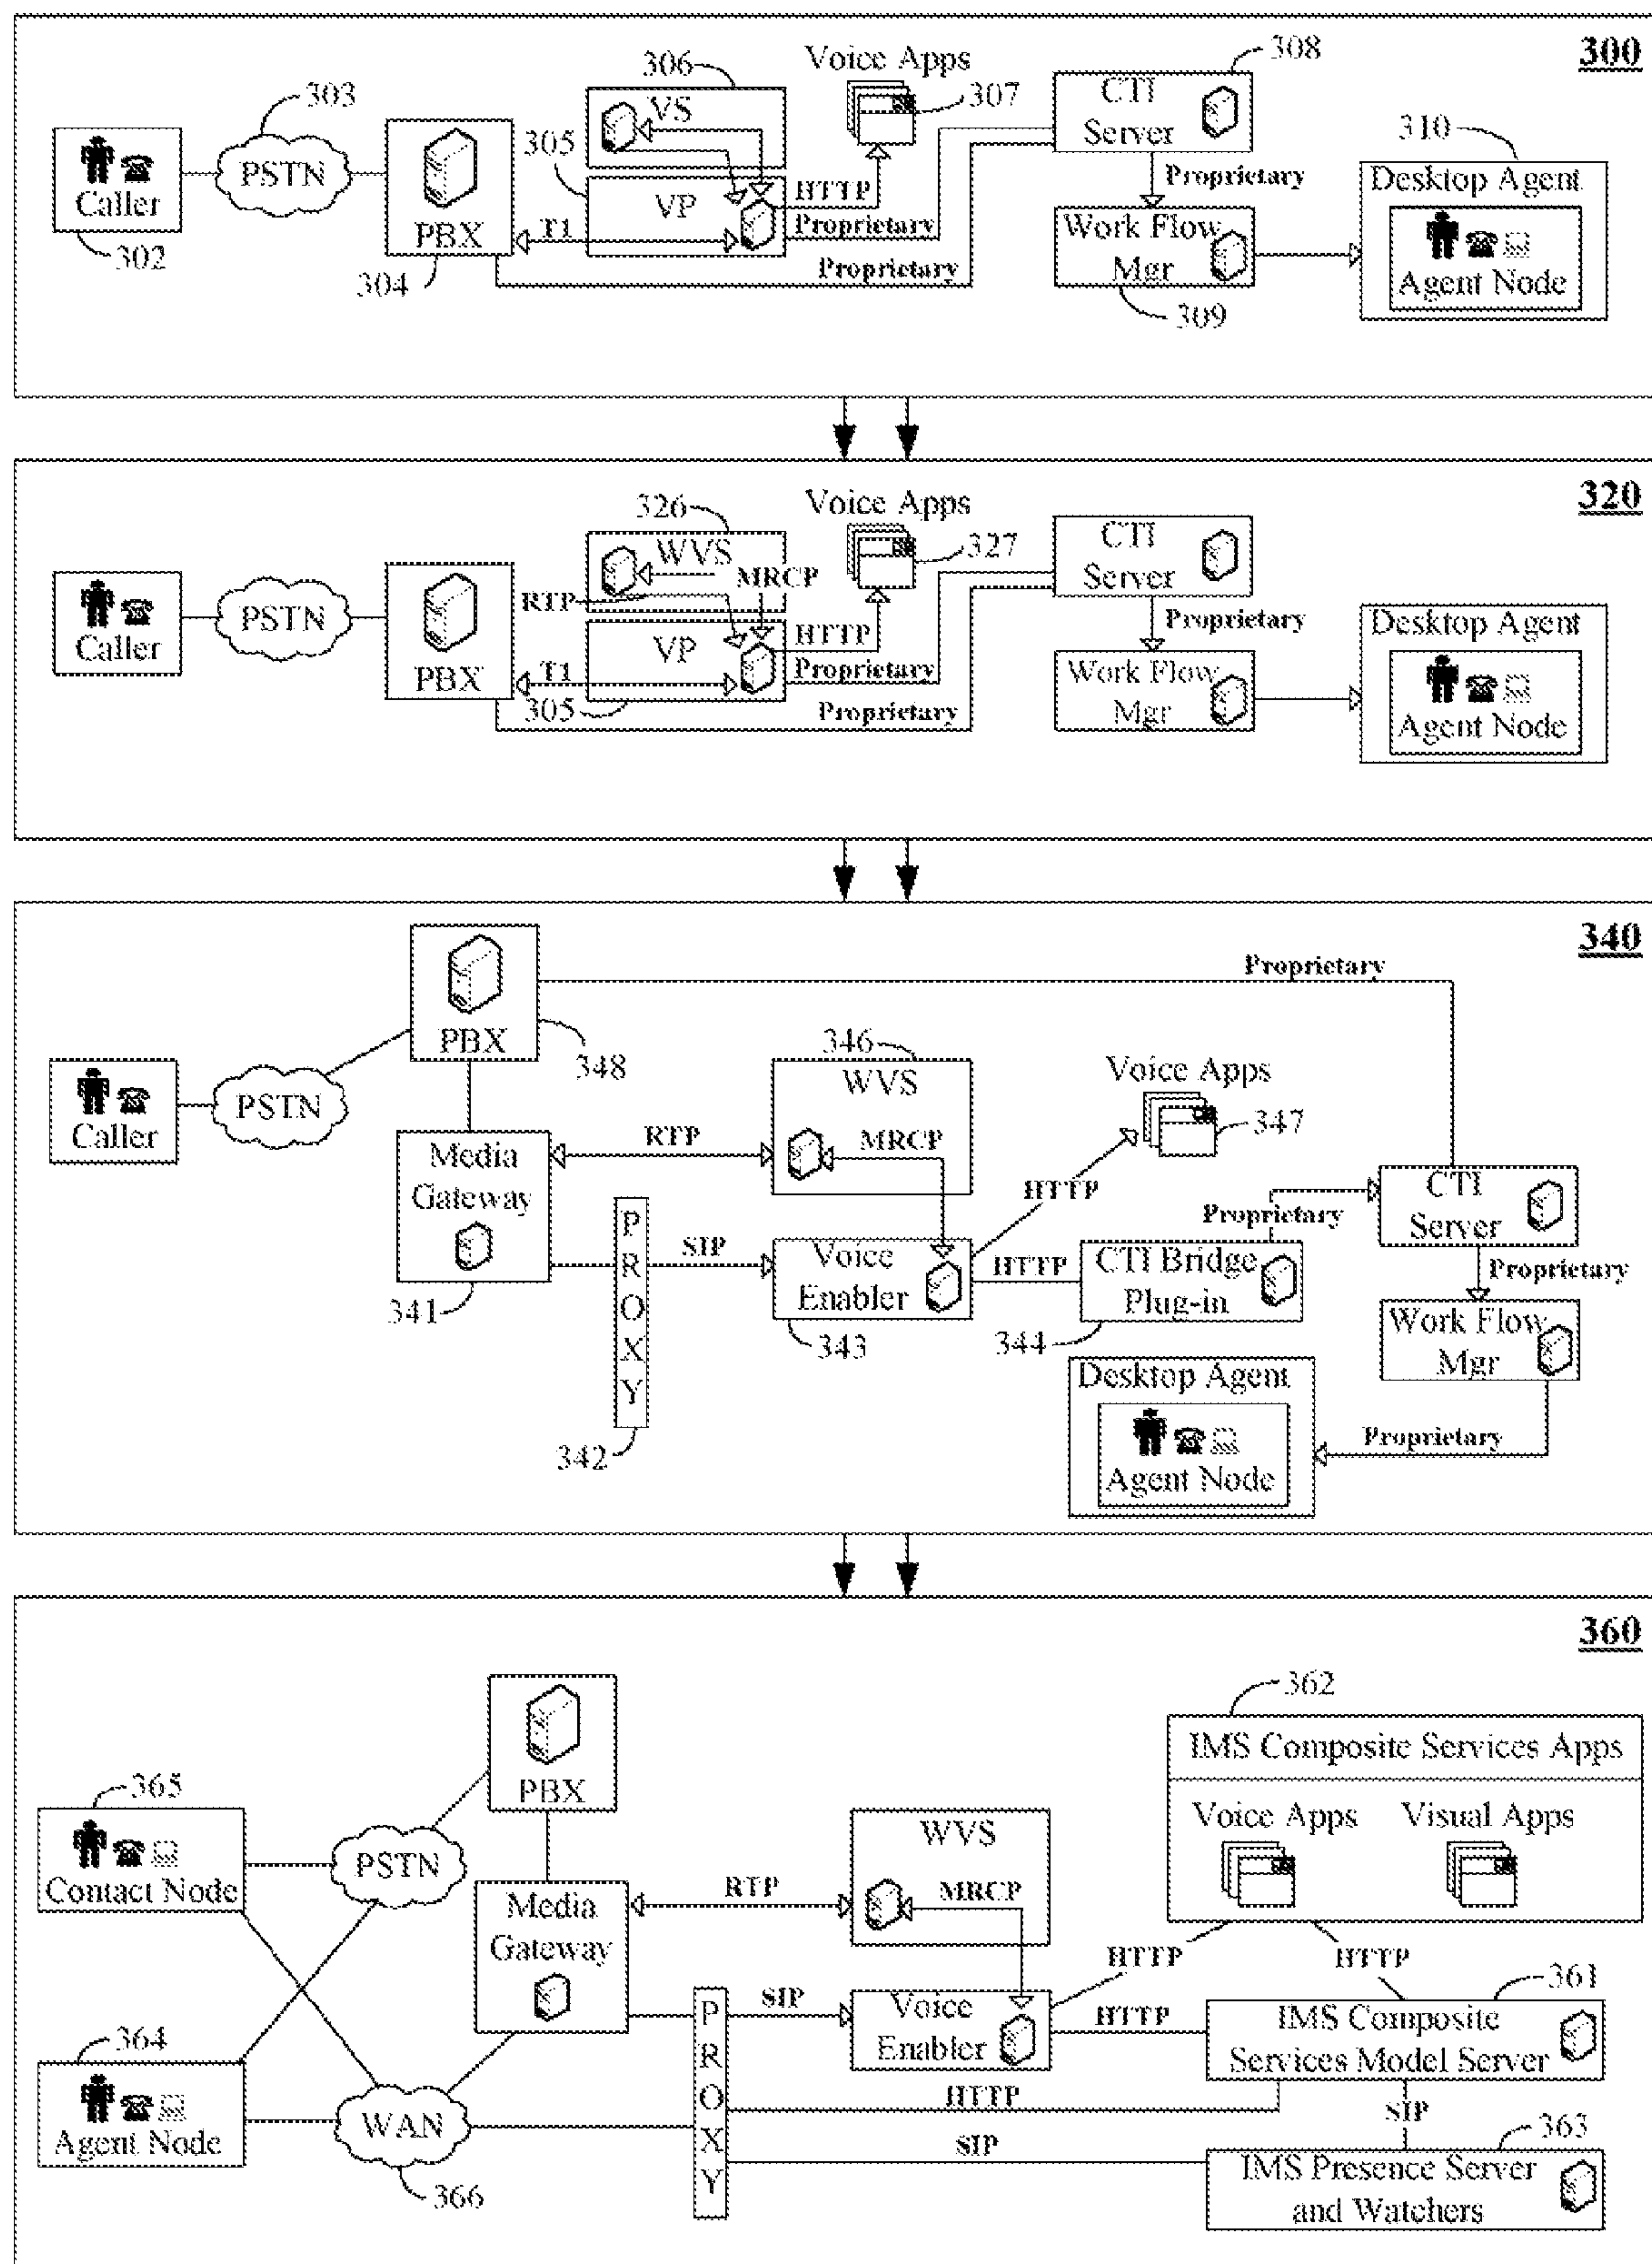 300
306
Voice Apps
308
303
VS
307
CTI
Server
310
305
Caller
PSTN
PBX
VP
HTTP
Proprietary
Desktop Agent
T1
Proprietary
Work Flow
Mgr
Agent Node
302
304
Proprietary
309
320
326
Voice Apps
WVS
327
CTI
Server
MRCP
RTP
Caller
PSTN
PBX
VP
HTTP
Proprietary
Desktop Agent
T1
Proprietary
Work Flow
Mgr
Agent Node
305
Proprietary
340
Proprietary
PBX
348
346
WVS
Voice Apps
347
Caller
PSTN
Media
Gateway
RTP
MRCP
HTTP
CTI
Server
Proprietary
PROXY
SIP
Voice
Enabler
HTTP
CTI Bridge
Plug-in
Proprietary
341
343
344
Work Flow
Mgr
Desktop Agent
342
Agent Node
Proprietary
360
362
IMS Composite Services Apps
PBX
365
Voice Apps
Visual Apps
Contact Node
PSTN
WVS
Media
Gateway
RTP
MRCP
HTTP
HTTP
361
PROXY
SIP
Voice
Enabler
HTTP
IMS Composite
Services Model Server
364
Agent Node
WAN
HTTP
SIP
SIP
363
366
IMS Presence Server
and Watchers